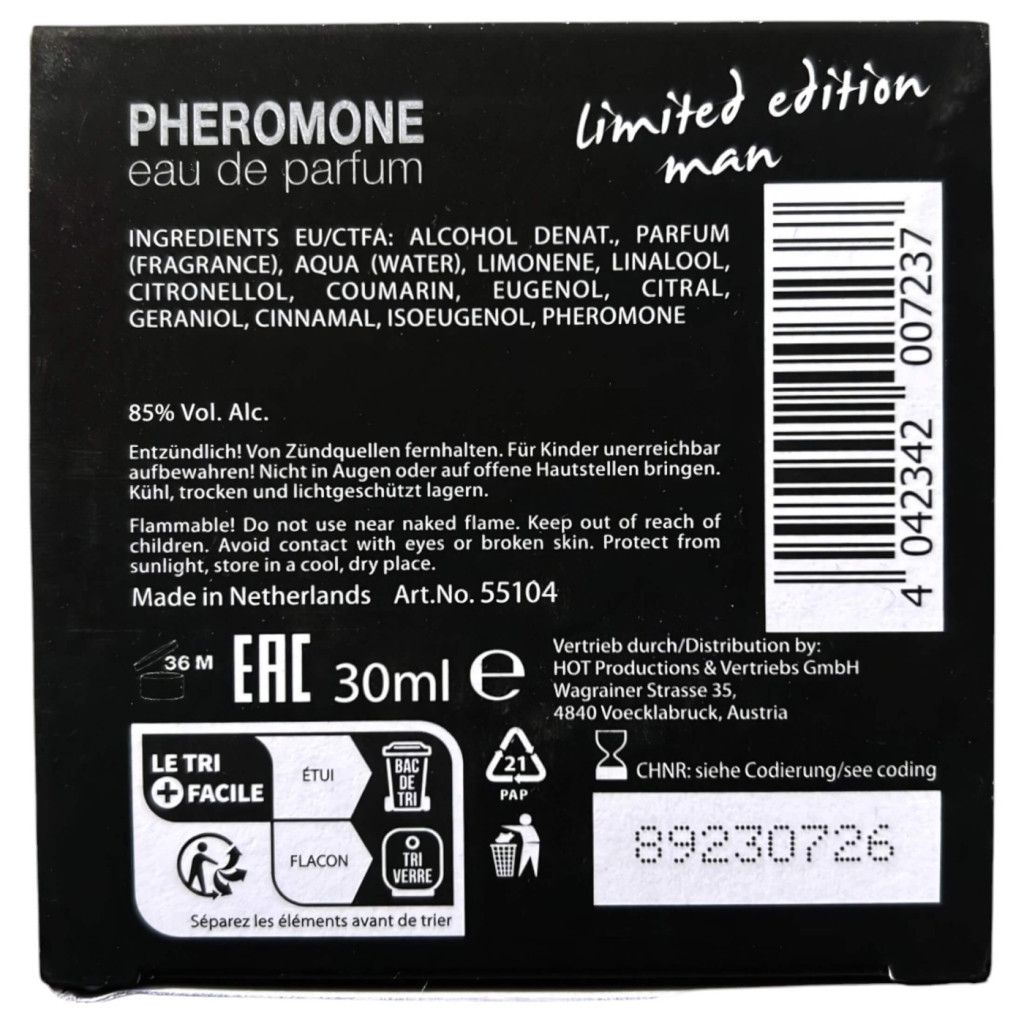 PHEROMONE
eau de parfum
limited edition
man
INGREDIENTS EU/CTFA: ALCOHOL DENAT., PARFUM
(FRAGRANCE), AQUA (WATER), LIMONENE, LINALOOL,
CITRONELLOL, COUMARIN, EUGENOL, CITRAL,
GERANIOL, CINNAMAL, ISOEUGENOL, PHEROMONE
4 042342 007237
85% Vol. Alc.
Entzündlich! Von Zündquellen fernhalten. Für Kinder unerreichbar
aufbewahren! Nicht in Augen oder auf offene Hautstellen bringen.
Kühl, trocken und lichtgeschützt lagern.
Flammable! Do not use near naked flame. Keep out of reach of
children. Avoid contact with eyes or broken skin. Protect from
sunlight, store in a cool, dry place.
Made in Netherlands Art.No. 55104
36 M
EAC
30ml e
Vertrieb durch/Distribution by:
HOT Productions & Vertriebs GmbH
Wagrainer Strasse 35,
4840 Voecklabruck, Austria
LE TRI
+ FACILE
ÉTUI
BAC
DE
TRI
FLACON
TRI
VERRE
Séparez les éléments avant de trier
21
PAP
CHNR: siehe Codierung/see coding
89230726